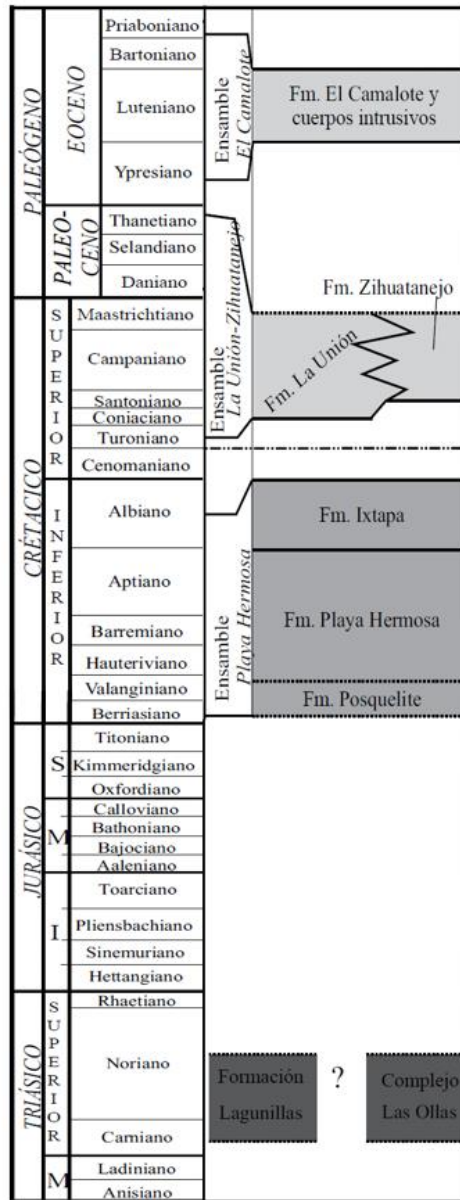 PALEÓGENO
EOCENO
PALEO-
CENO
Priaboniano
Bartoniano
Luteniano
Ypresiano
Thanetiano
Selandiano
Daniano
Ensamble
El Camalote
Fm. El Camalote y
cuerpos intrusivos
CRÉTACICO
SUPERIOR
Maastrichtiano
Campaniano
Santoniano
Coniaciano
Turoniano
Cenomaniano
Ensamble
La Unión-Zihuatanejo
Fm. Zihuatanejo
Fm. La Unión
INFERIOR
Albiano
Aptiano
Barremiano
Hauteriviano
Valanginiano
Berriasiano
Ensamble
Playa Hermosa
Fm. Ixtapa
Fm. Playa Hermosa
Fm. Posquelite
JURÁSICO
S
Titoniano
Kimmeridgiano
Oxfordiano
M
Calloviano
Bathoniano
Bajociano
Aaleniano
I
Toarciano
Pliensbachiano
Sinemuriano
Hettangiano
TRIÁSICO
SUPERIOR
Rhaetiano
Noriano
Carniano
M
Ladiniano
Anisiano
Formación
Lagunillas
?
Complejo
Las Ollas